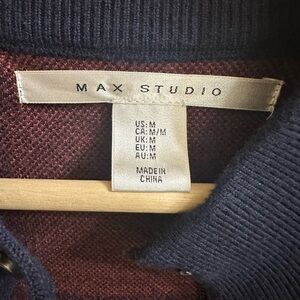 MAX STUDIO
US: M
CA: M/M
UK: M
EU: M
AU: M
MADE IN
CHINA